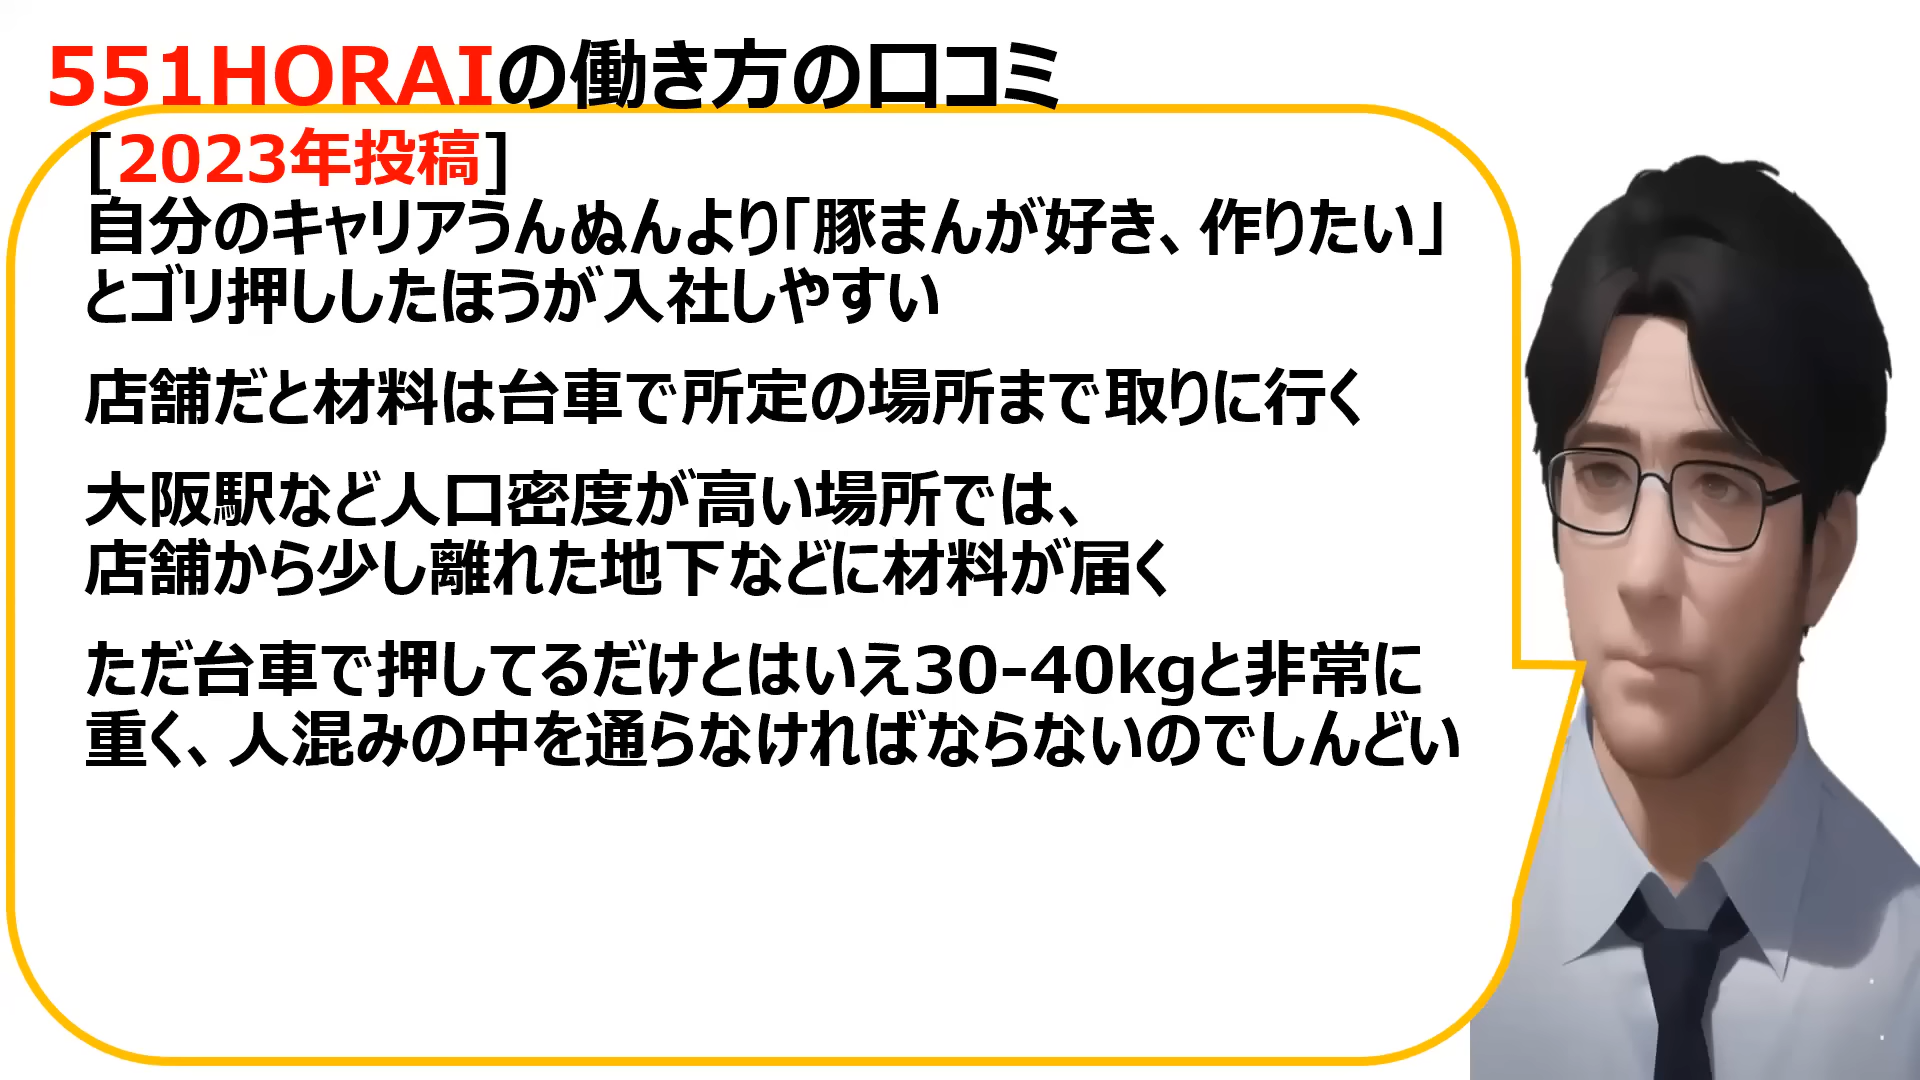 551HORAIの働き方の口コミ
[2023年投稿]
自分のキャリアうんぬんより「豚まんが好き、作りたい」
とゴリ押ししたほうが入社しやすい
店舗だと材料は台車で所定の場所まで取りに行く
大阪駅など人口密度が高い場所では、
店舗から少し離れた地下などに材料が届く
ただ台車で押してるだけとはいえ30-40kgと非常に
重く、人混みの中を通らなければならないのでしんどい